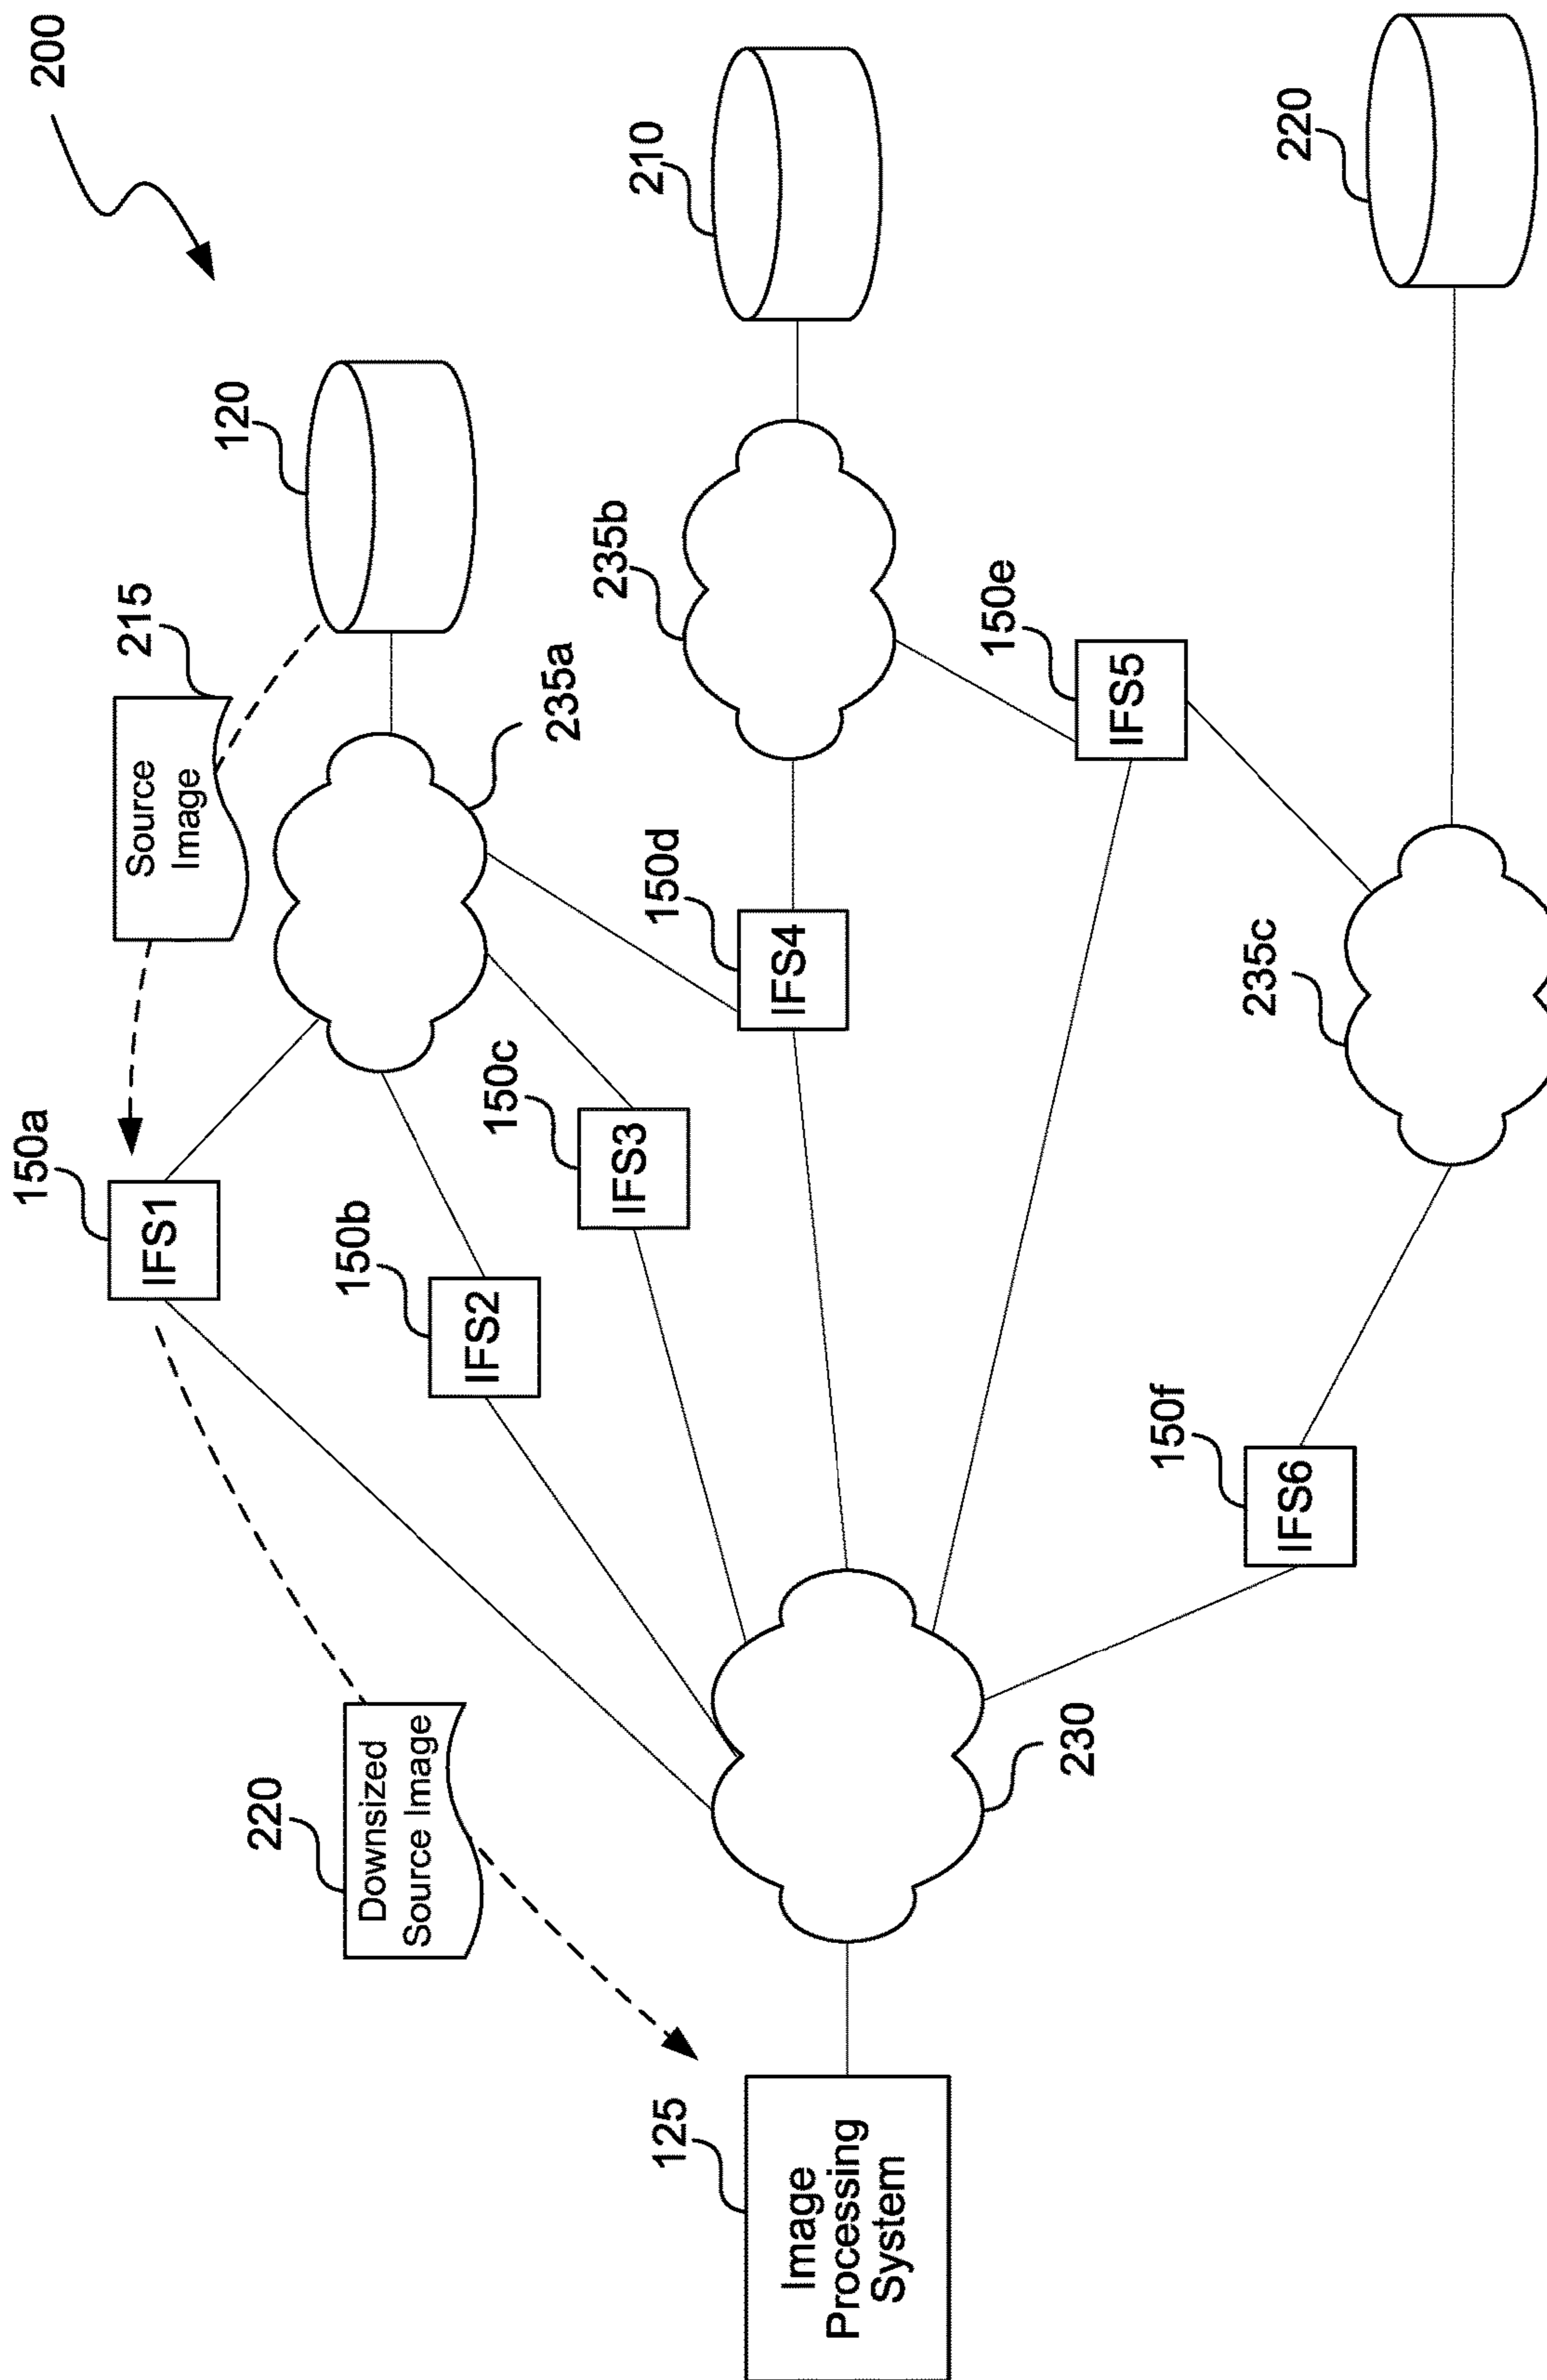 200
215
Source
Image
120
150a
IFS1
235a
210
220
Downsized
Source Image
150b
IFS2
150c
IFS3
235b
150d
IFS4
125
Image
Processing
System
230
150e
IFS5
220
235c
150f
IFS6